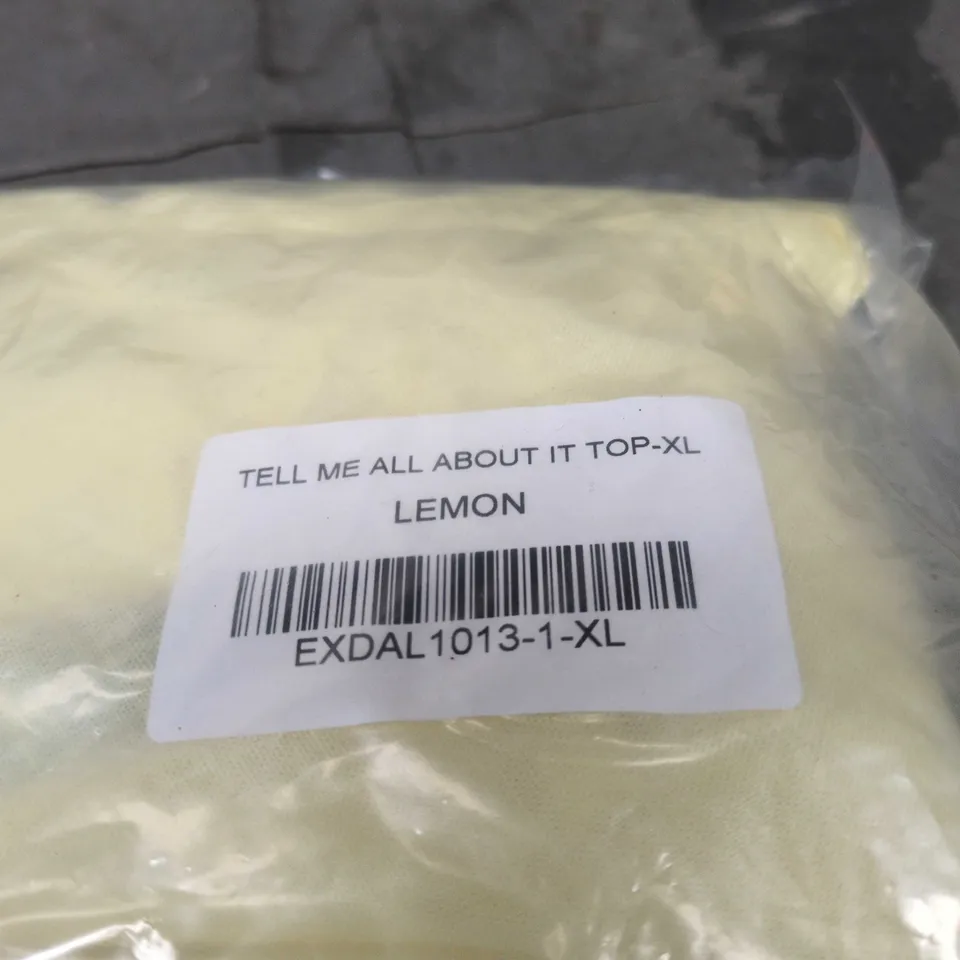 TELL ME ALL ABOUT IT TOP-XL
LEMON
EXDAL1013-1-XL